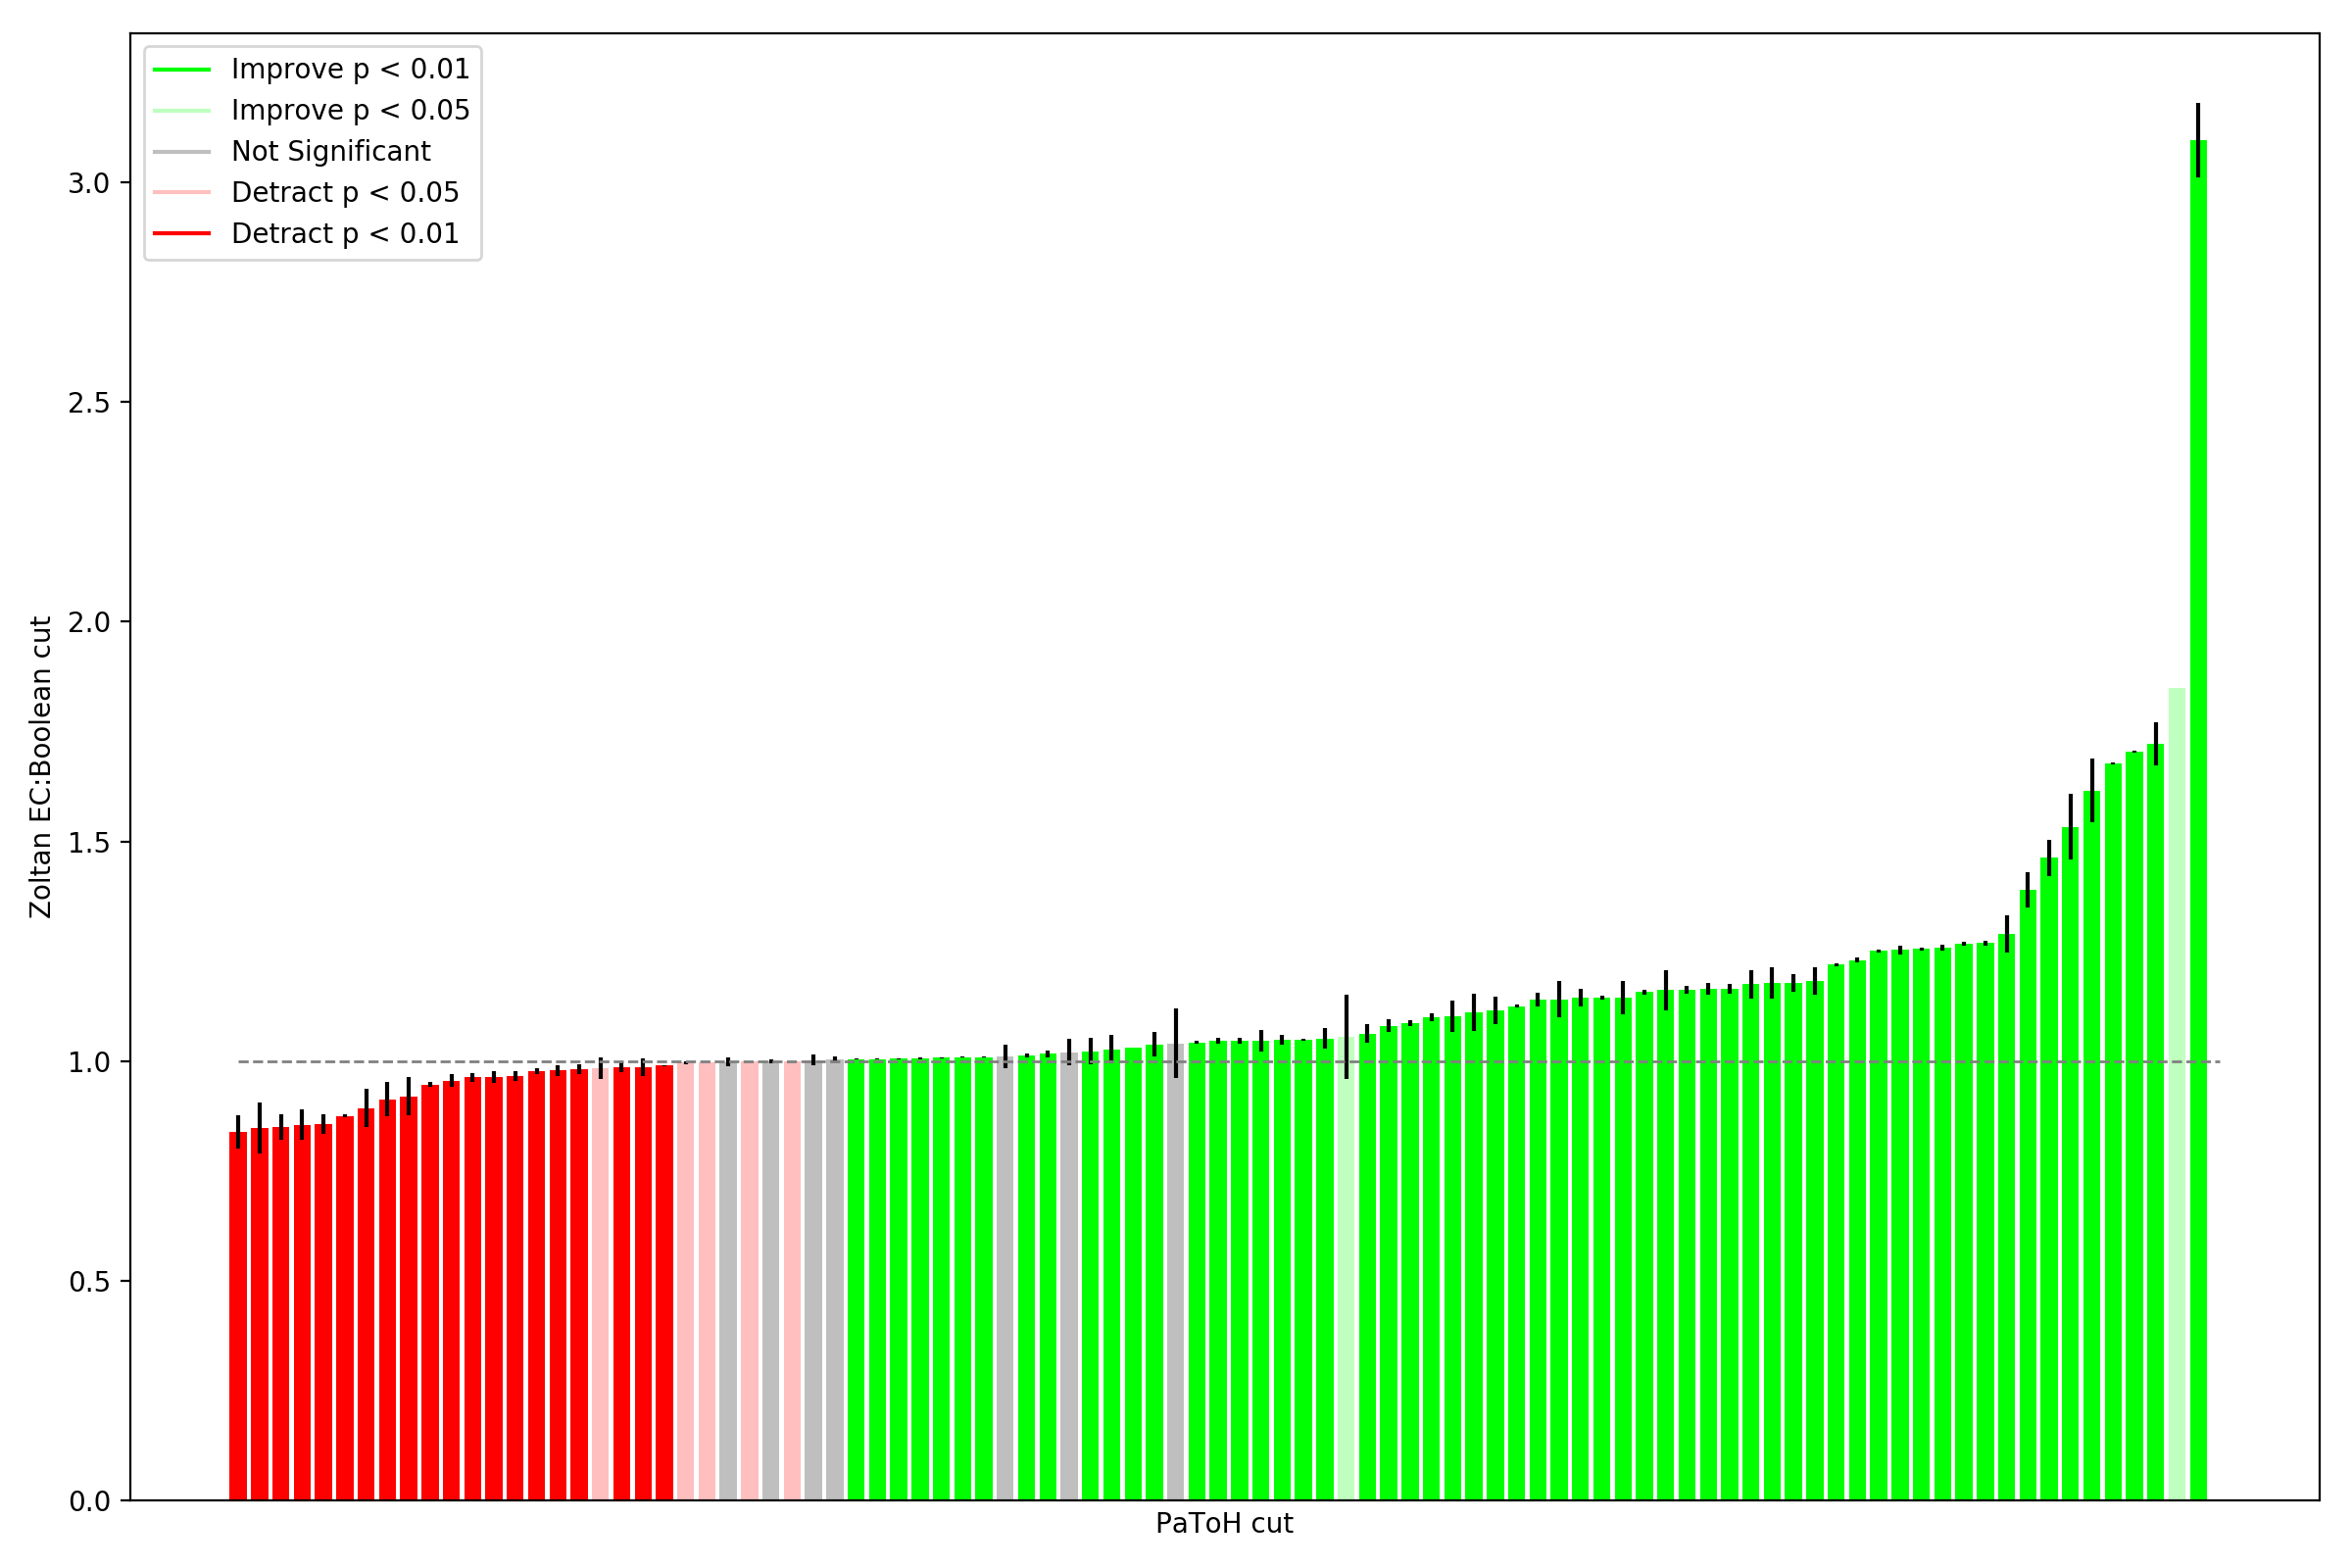 Improve p < 0.01
Improve p < 0.05
Not Significant
Detract p < 0.05
Detract p < 0.01
3.0
2.5
2.0
1.5
1.0
0.5
0.0
Zoltan EC:Boolean cut
PaToH cut